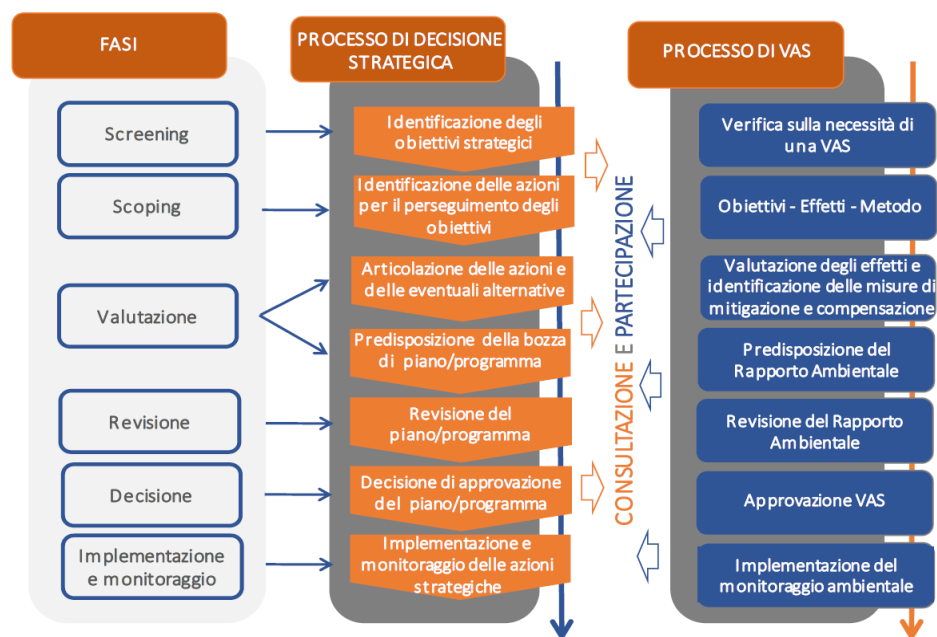 FASI
Screening
Scoping
Valutazione
Revisione
Decisione
Implementazione
e monitoraggio
PROCESSO DI DECISIONE
STRATEGICA
Identificazione degli
obiettivi strategici
Identificazione delle azioni
per il perseguimento degli
obiettivi
Articolazione delle azioni e
delle eventuali alternative
Predisposizione della bozza
di piano/programma
Revisione del
piano/programma
Decisione di approvazione
del piano/programma
Implementazione e
monitoraggio delle azioni
strategiche
CONSULTAZIONE E PARTECIPAZIONE
PROCESSO DI VAS
Verifica sulla necessità di
una VAS
Obiettivi - Effetti - Metodo
Valutazione degli effetti e
identificazione delle misure di
mitigazione e compensazione
Predisposizione del
Rapporto Ambientale
Revisione del Rapporto
Ambientale
Approvazione VAS
Implementazione del
monitoraggio ambientale